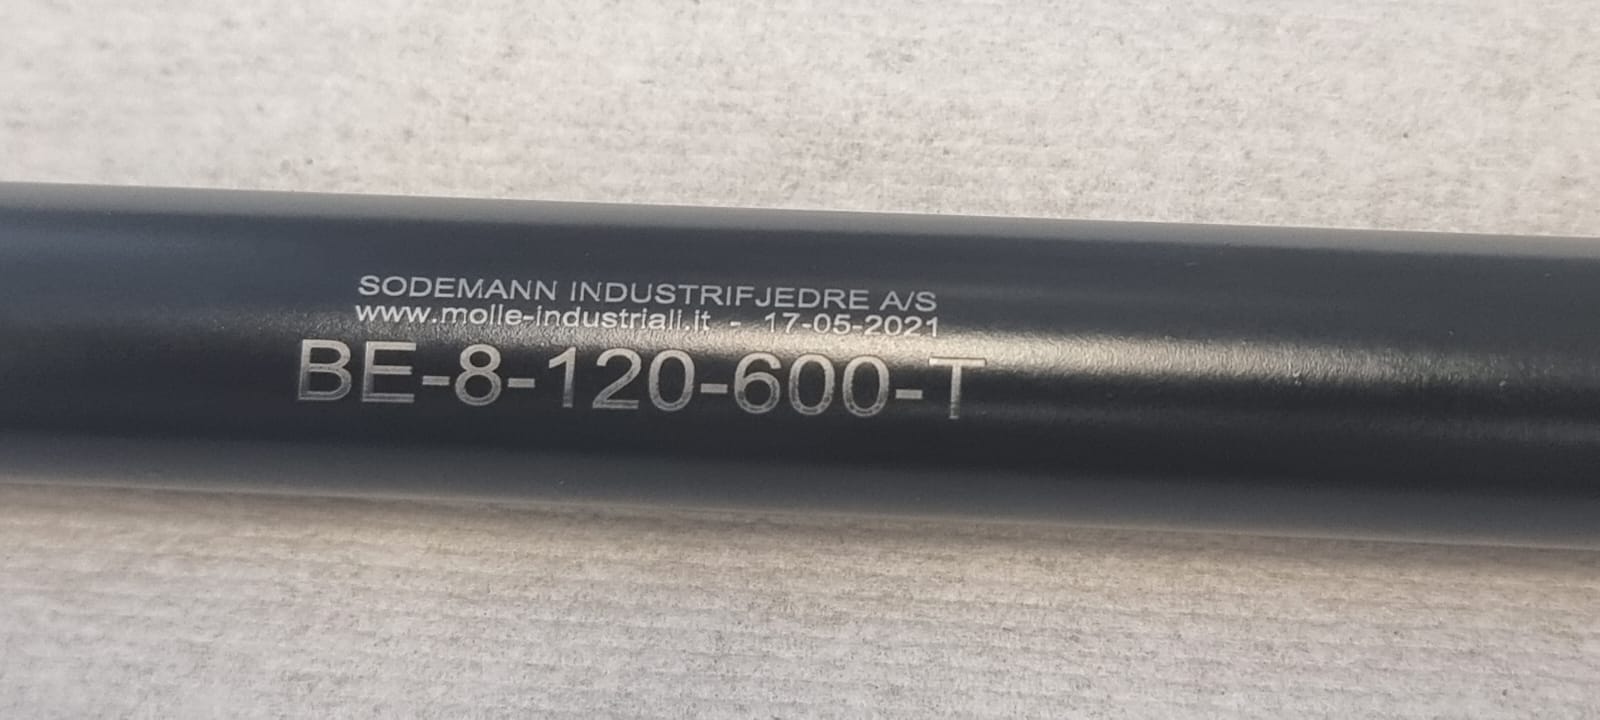 SODEMANN INDUSTRIFJEDRE A/S
www.molle-industriali.it - 17-05-2021
BE-8-120-600-T